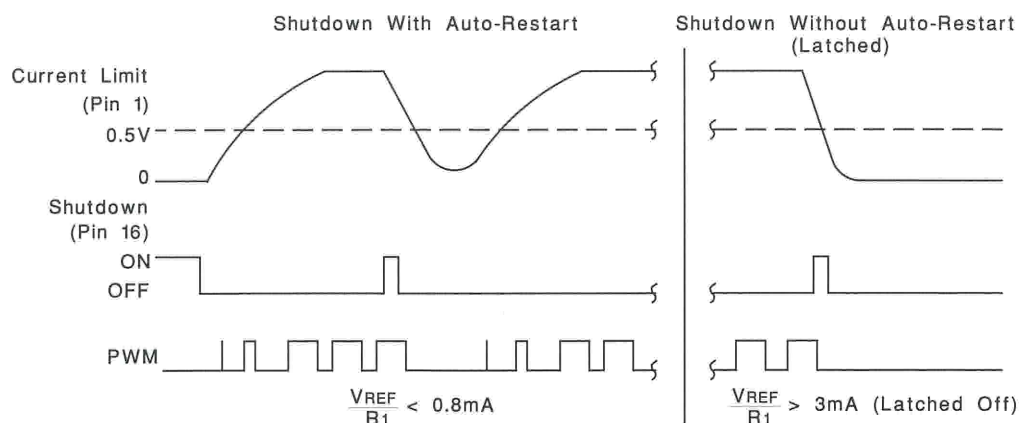 Shutdown With Auto-Restart
Shutdown Without Auto-Restart
(Latched)
Current Limit
(Pin 1)
0.5V
0
Shutdown
(Pin 16)
ON
OFF
PWM
VREF
R1
< 0.8mA
VREF
R1
> 3mA (Latched Off)